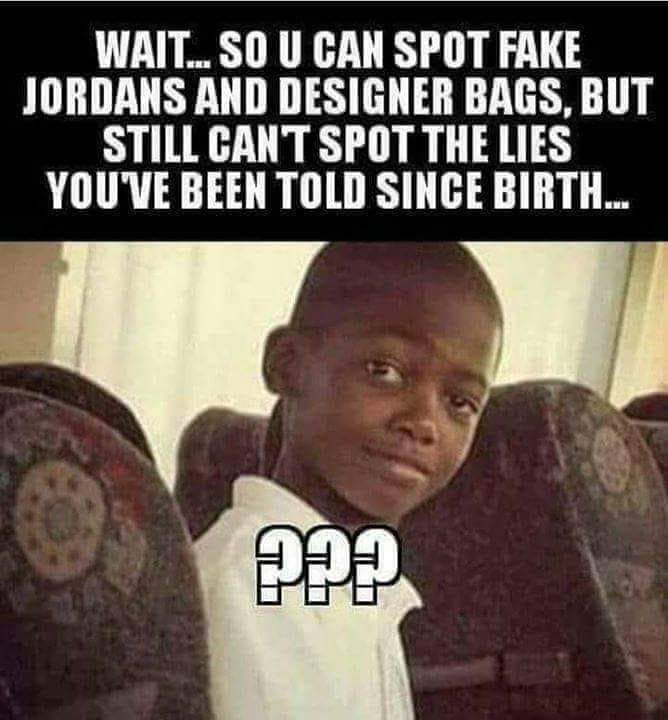 WAIT... SO U CAN SPOT FAKE
JORDANS AND DESIGNER BAGS, BUT
STILL CAN'T SPOT THE LIES
YOU'VE BEEN TOLD SINCE BIRTH...
???